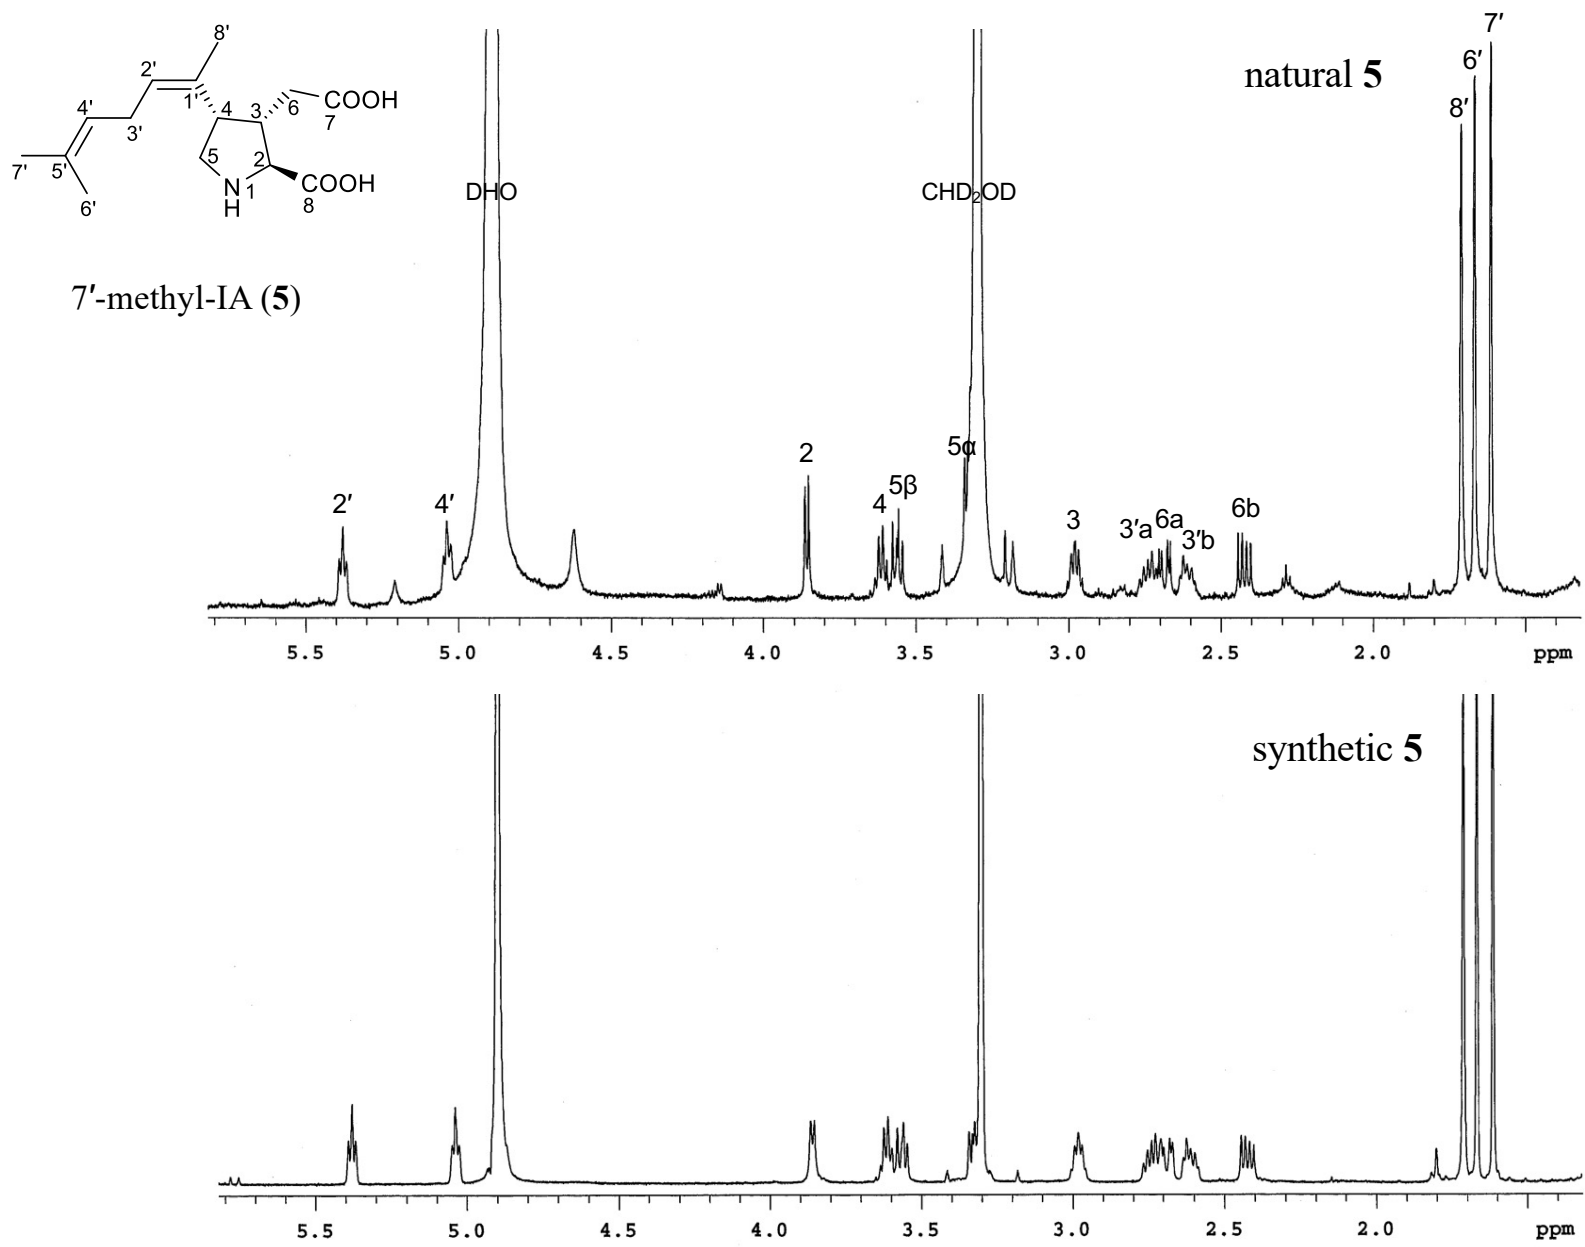 8'
2'
1'
4
3
6
COOH
7
4'
3'
5
2
7'
5'
N
1
COOH
6'
H
8
7′-methyl-IA (5)
natural 5
7′
6′
8′
DHO
CHD₂OD
2′
4′
2
4
5β
5α
3
3′a
6a
3′b
6b
5.5 5.0 4.5 4.0 3.5 3.0 2.5 2.0 ppm
synthetic 5
5.5 5.0 4.5 4.0 3.5 3.0 2.5 2.0 ppm